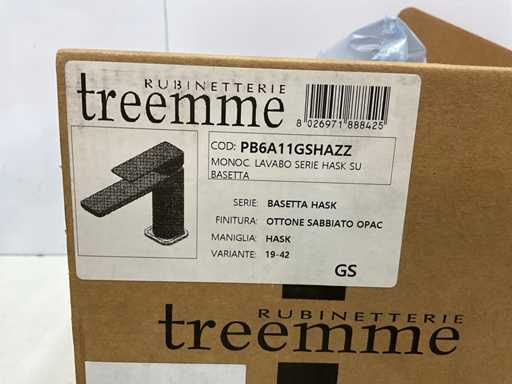 RUBINETTERIE
treemme
8 026971 888425
COD: PB6A11GSHAZZ
MONOC. LAVABO SERIE HASK SU
BASETTA
SERIE: BASETTA HASK
FINITURA: OTTONE SABBIATO OPAC
MANIGLIA: HASK
VARIANTE: 19-42
GS
RUBINETTERIE
treemme